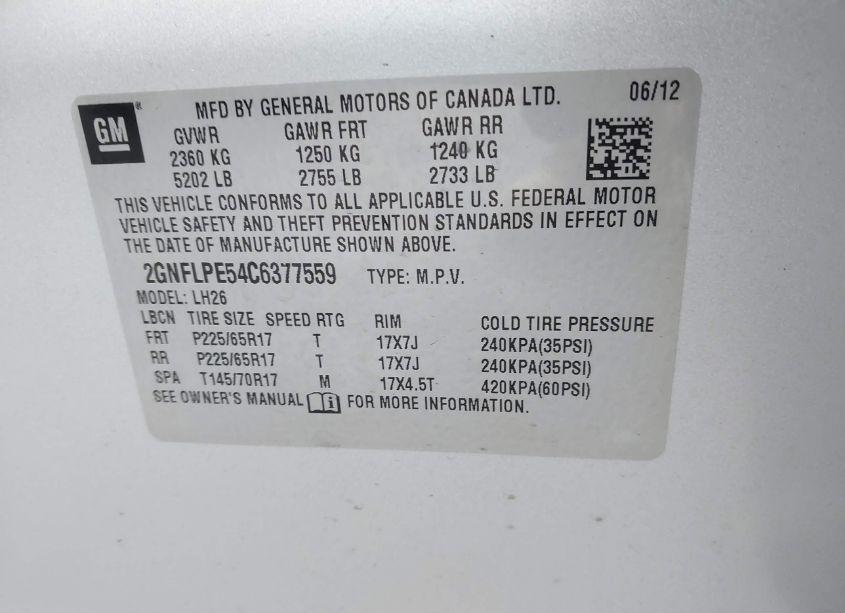 GM
MFD BY GENERAL MOTORS OF CANADA LTD. 06/12
GVWR GAWR FRT GAWR RR
2360 KG 1250 KG 1240 KG
5202 LB 2755 LB 2733 LB
THIS VEHICLE CONFORMS TO ALL APPLICABLE U.S. FEDERAL MOTOR
VEHICLE SAFETY AND THEFT PREVENTION STANDARDS IN EFFECT ON
THE DATE OF MANUFACTURE SHOWN ABOVE.
2GNFLPE54C6377559 TYPE: M.P.V.
MODEL: LH26
LBCN TIRE SIZE SPEED RTG RIM COLD TIRE PRESSURE
FRT P225/65R17 T 17X7J 240KPA(35PSI)
RR P225/65R17 T 17X7J 240KPA(35PSI)
SPA T145/70R17 M 17X4.5T 420KPA(60PSI)
SEE OWNER'S MANUAL FOR MORE INFORMATION.